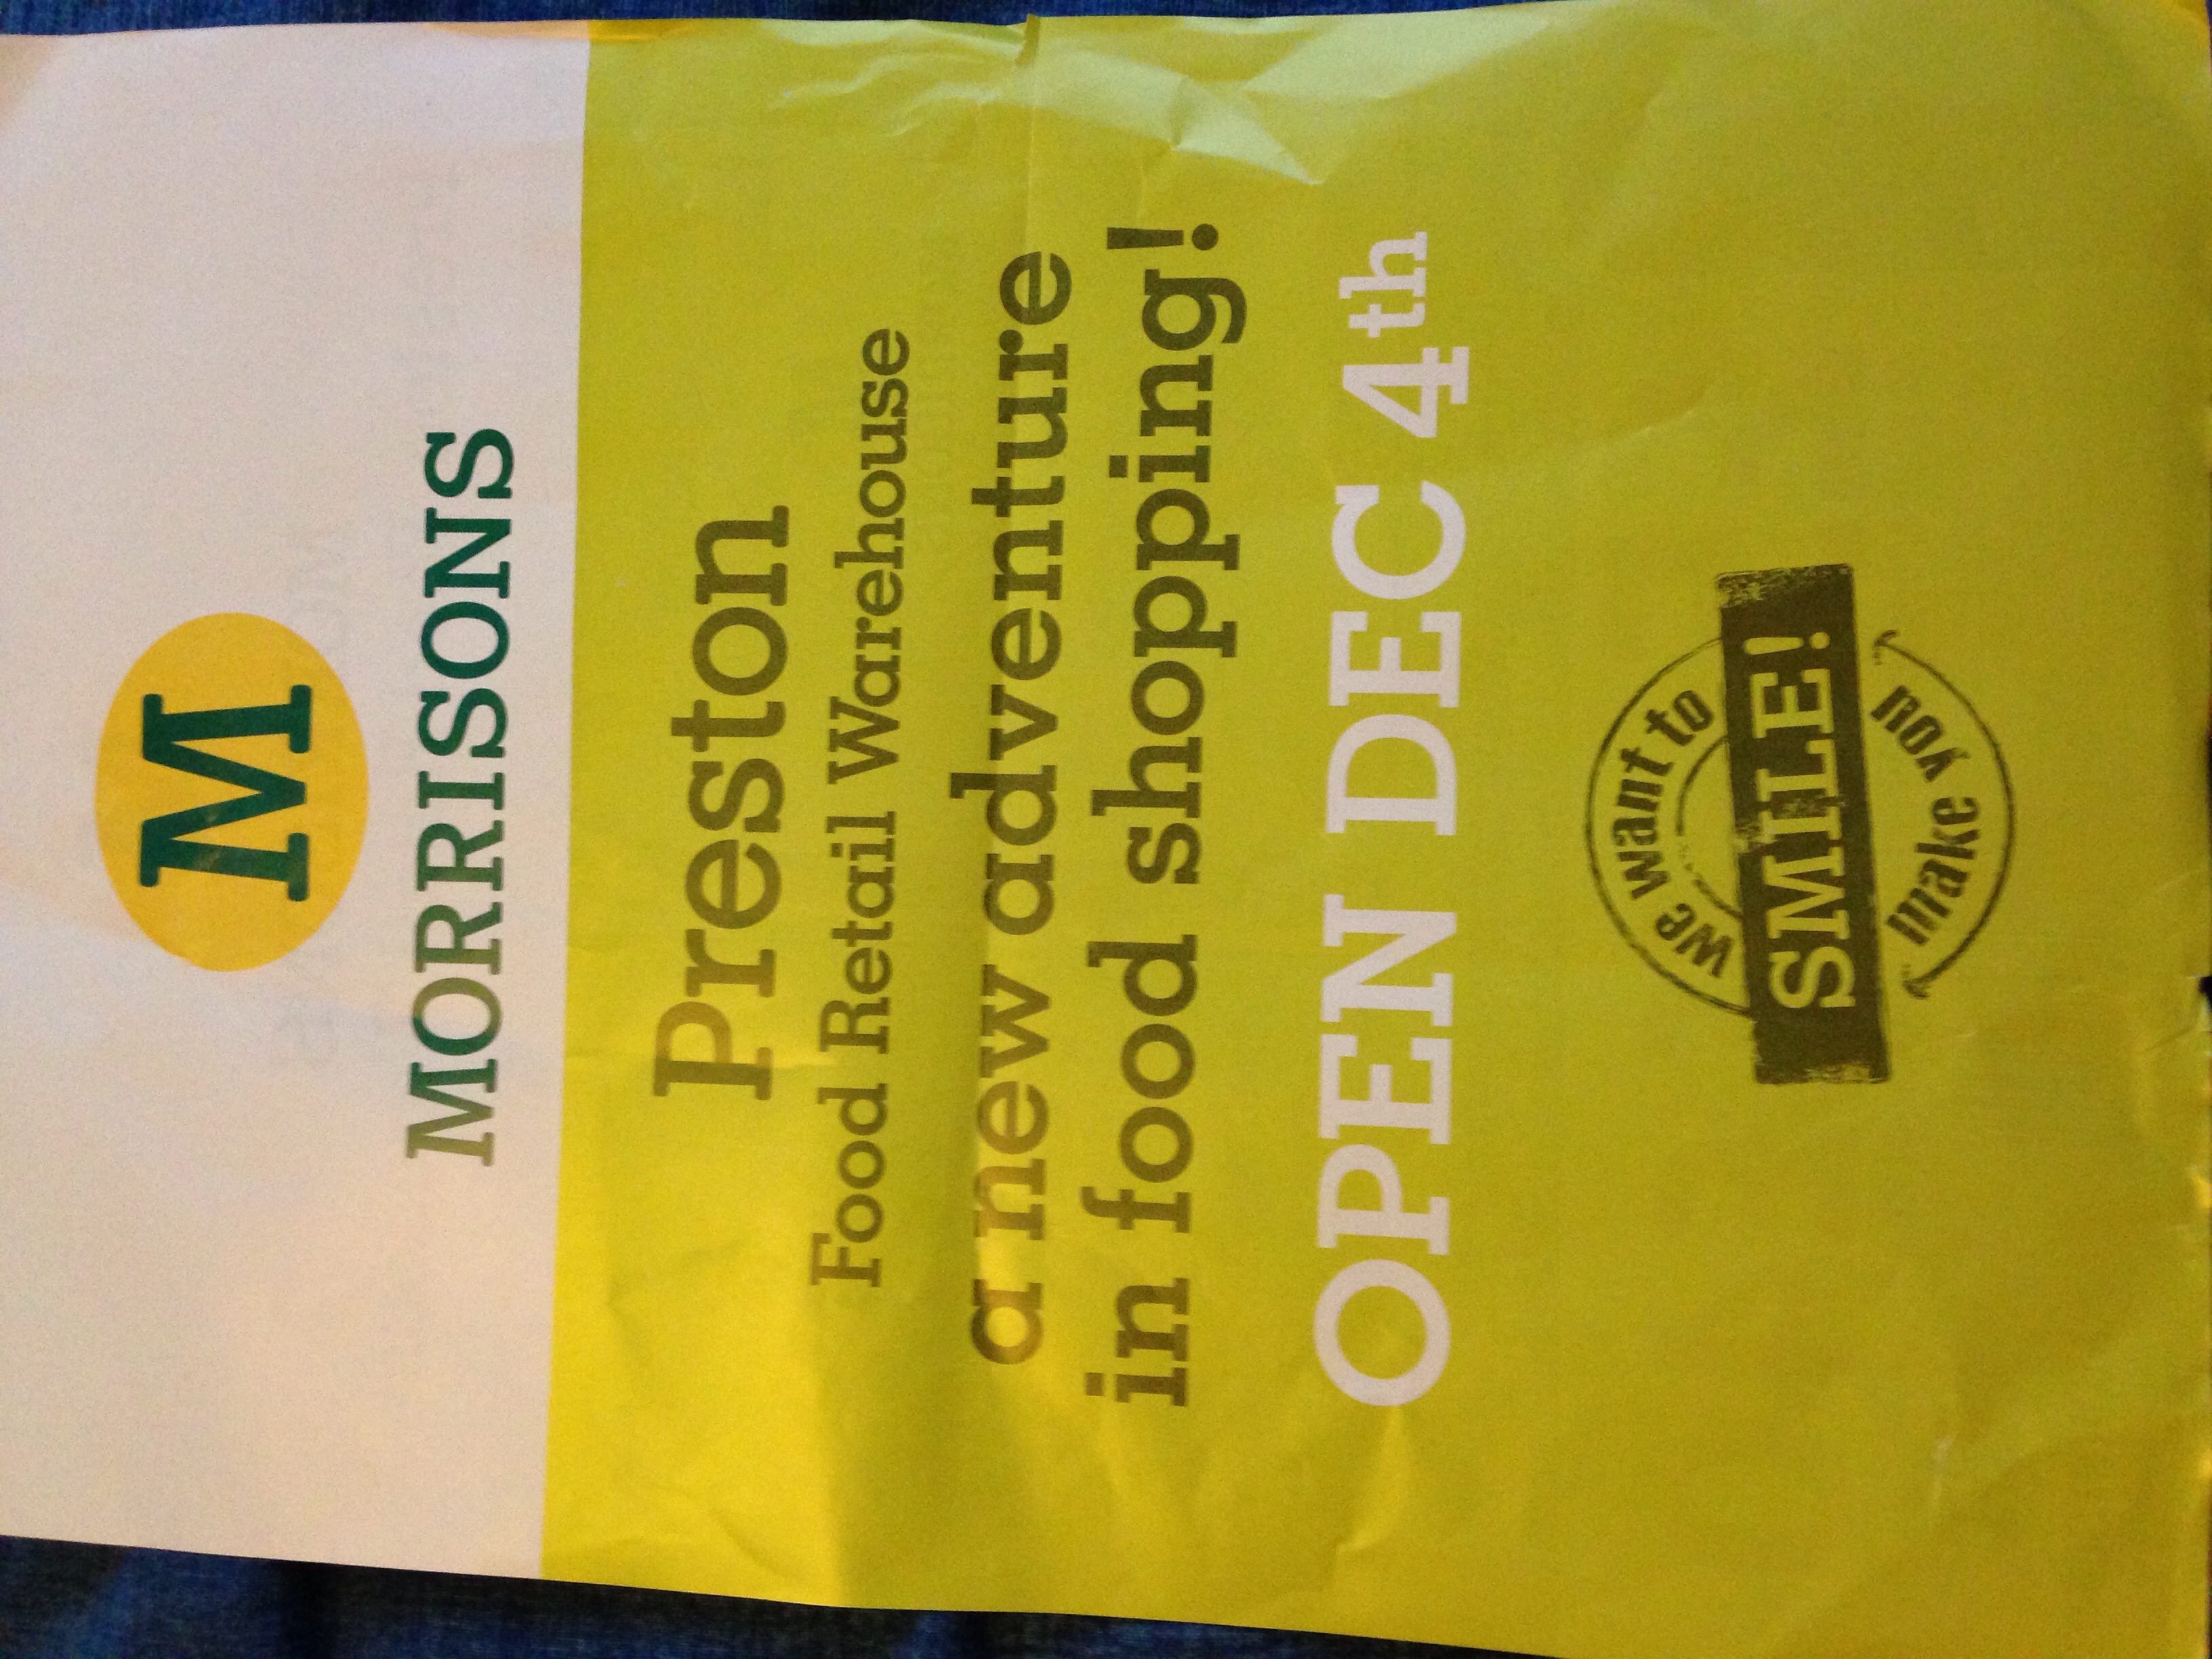 M
MORRISONS
Preston
Food Retail Warehouse
a new adventure
in food shopping!
OPEN DEC 4th
we want to
SMILE!
make you